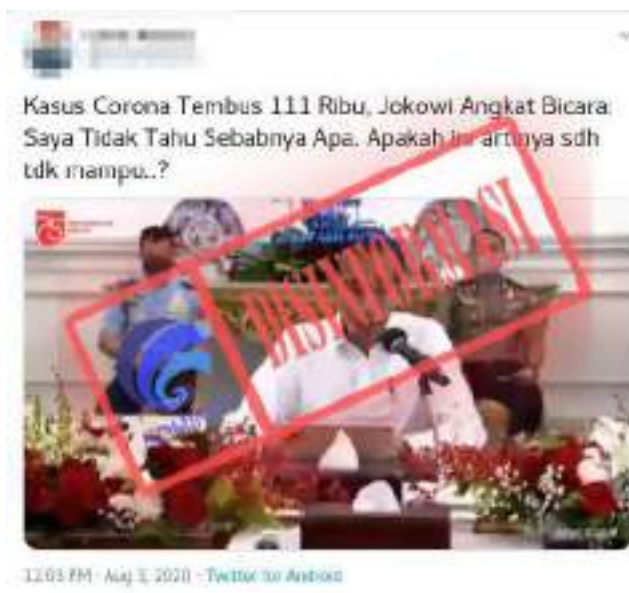 Kasus Corona Tembus 111 Ribu, Jokowi Angkat Bicara:
Saya Tidak Tahu Sebabnya Apa. Apakah ini artinya sdh
tdk mampu..?
75
DISINFORMASI
12:03 PM · Aug 3, 2020 · Twitter for Android